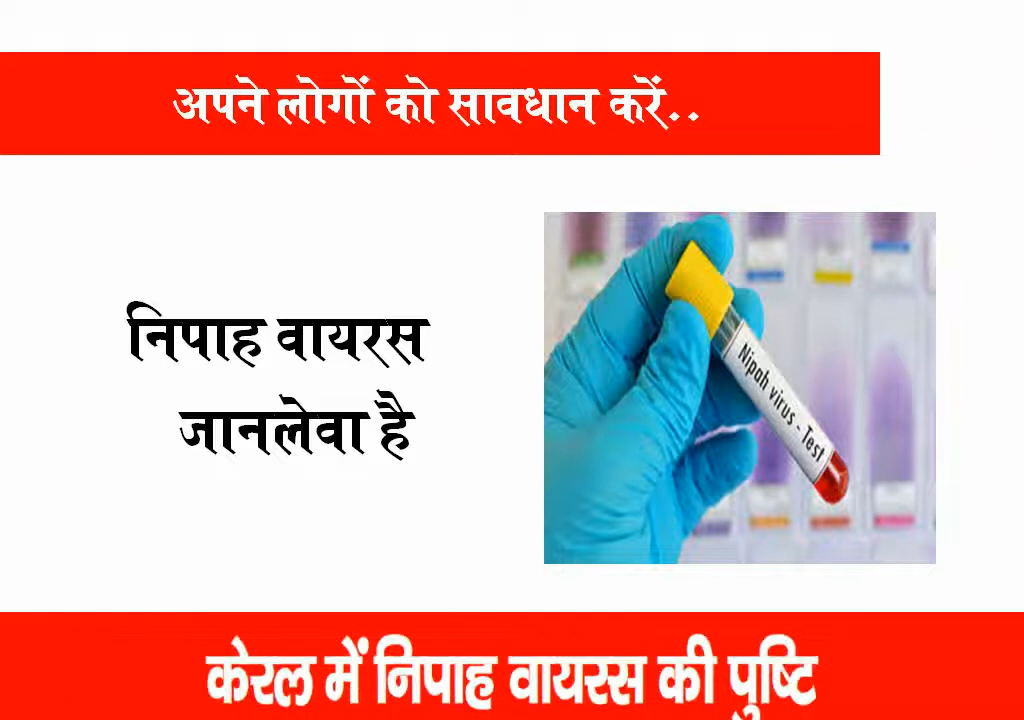 अपने लोगों को सावधान करें..
निपाह वायरस
जानलेवा है
Nipah virus - Test
केरल में निपाह वायरस की पुष्टि